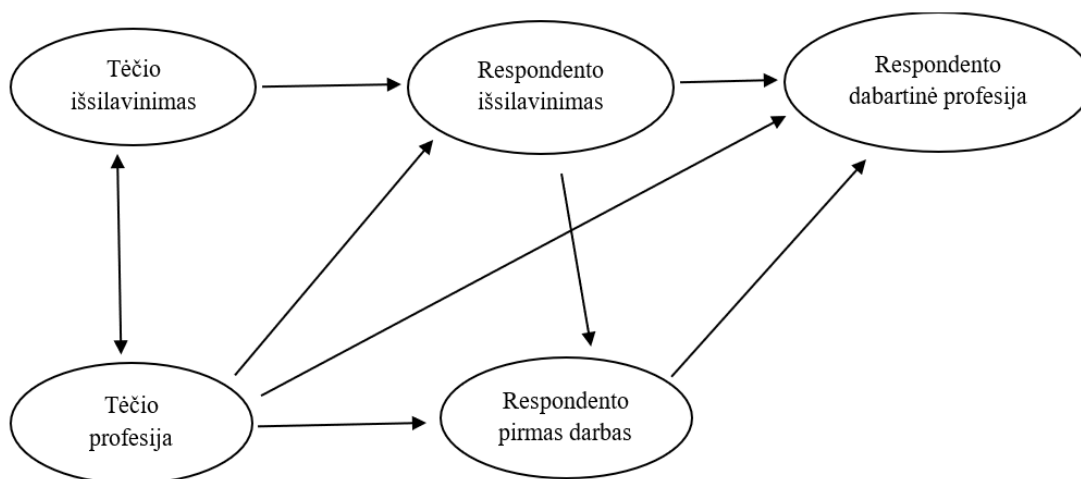 Tėčio
išsilavinimas
Respondento
išsilavinimas
Respondento
dabartinė profesija
Tėčio
profesija
Respondento
pirmas darbas